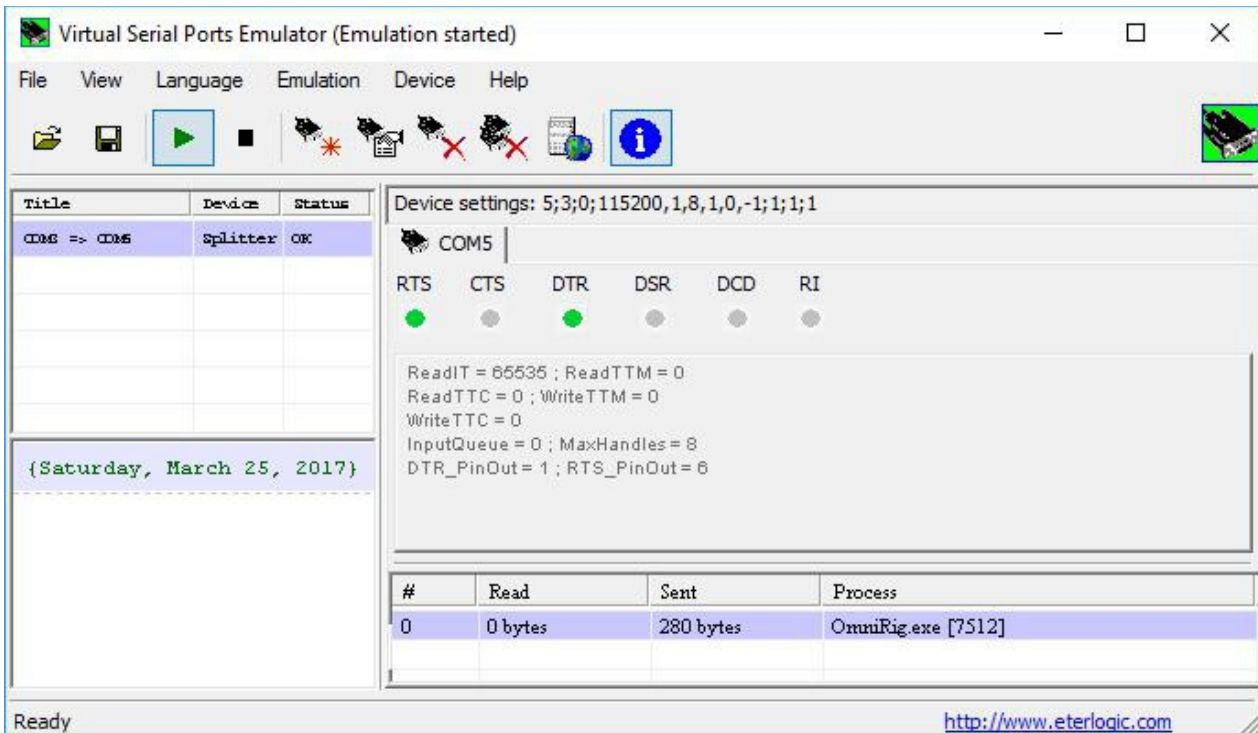 Virtual Serial Ports Emulator (Emulation started)
File View Language Emulation Device Help
Title Device Status
=> Splitter OK
{Saturday, March 25, 2017}
Device settings: 5;3;0;115200,1,8,1,0,-1;1;1;1
COM5
RTS CTS DTR DSR DCD RI
ReadIT = 65535 ; ReadTTM = 0
ReadTTC = 0 ; WriteTTM = 0
WriteTTC = 0
InputQueue = 0 ; MaxHandles = 8
DTR_PinOut = 1 ; RTS_PinOut = 6
# Read Sent Process
0 0 bytes 280 bytes OmniRig.exe [7512]
Ready http://www.eterlogic.com